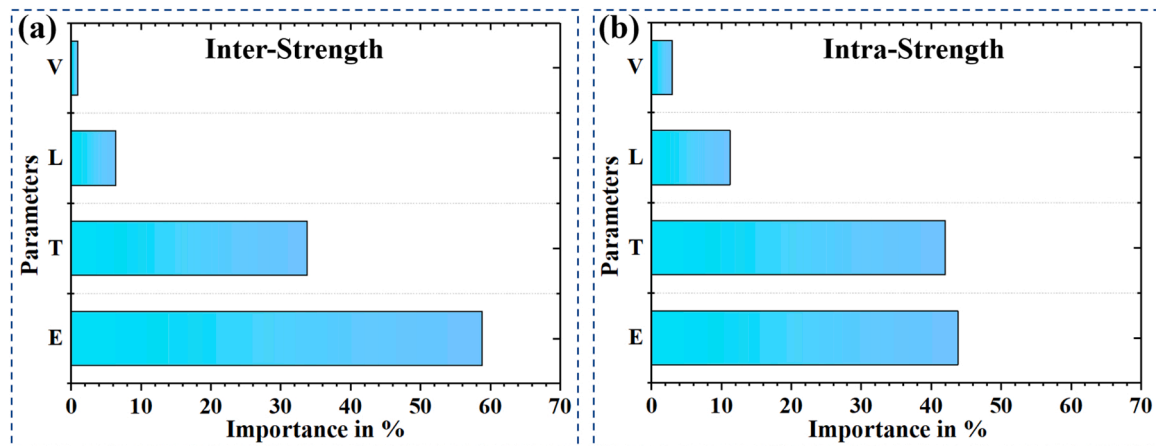 (a)
Inter-Strength
Parameters
V
L
T
E
0 10 20 30 40 50 60 70
Importance in %
(b)
Intra-Strength
Parameters
V
L
T
E
0 10 20 30 40 50 60 70
Importance in %